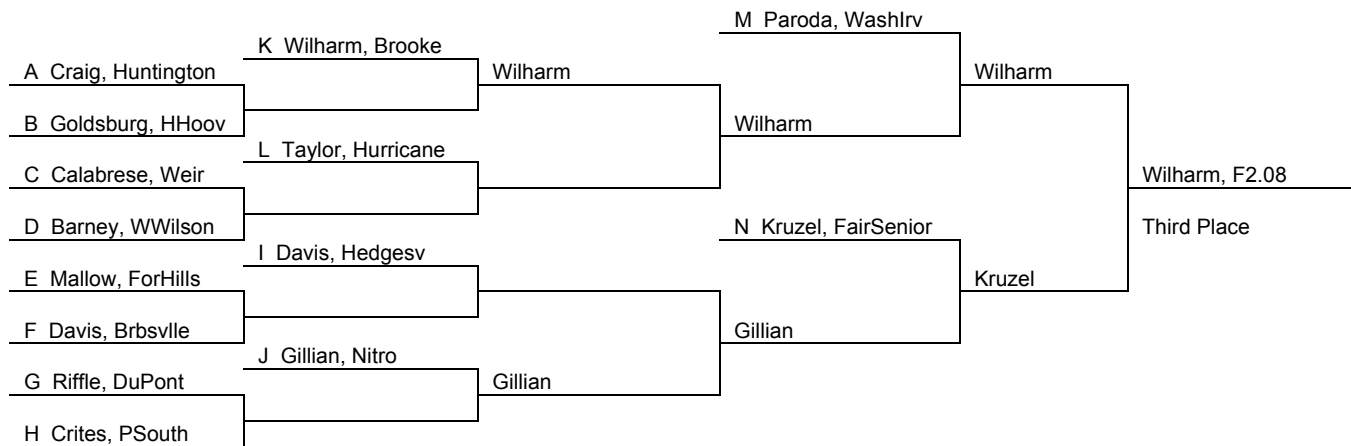 M Paroda, WashIrv
K Wilharm, Brooke
A Craig, Huntington
Wilharm
Wilharm
B Goldsburg, HHoov
Wilharm
L Taylor, Hurricane
C Calabrese, Weir
Wilharm, F2.08
D Barney, WWilson
N Kruzel, FairSenior
Third Place
I Davis, Hedgesv
E Mallow, ForHills
Kruzel
F Davis, Brbsvlle
Gillian
J Gillian, Nitro
G Riffle, DuPont
Gillian
H Crites, PSouth